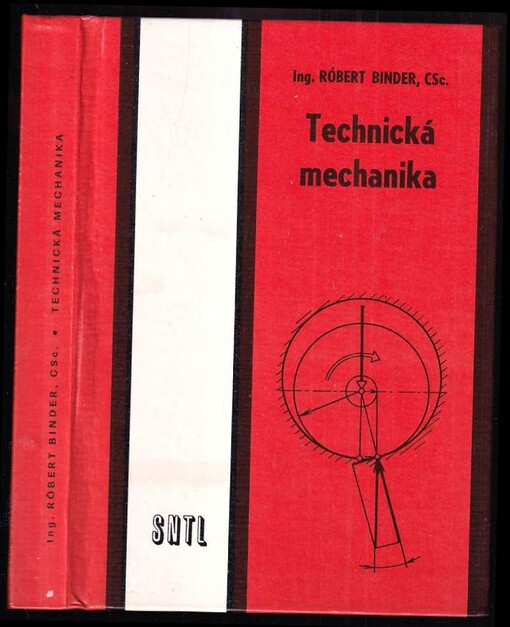 Ing. RÓBERT BINDER, CSc. • TECHNICKÁ MECHANIKA
Ing. RÓBERT BINDER, CSc.
Technická
mechanika
SNTL